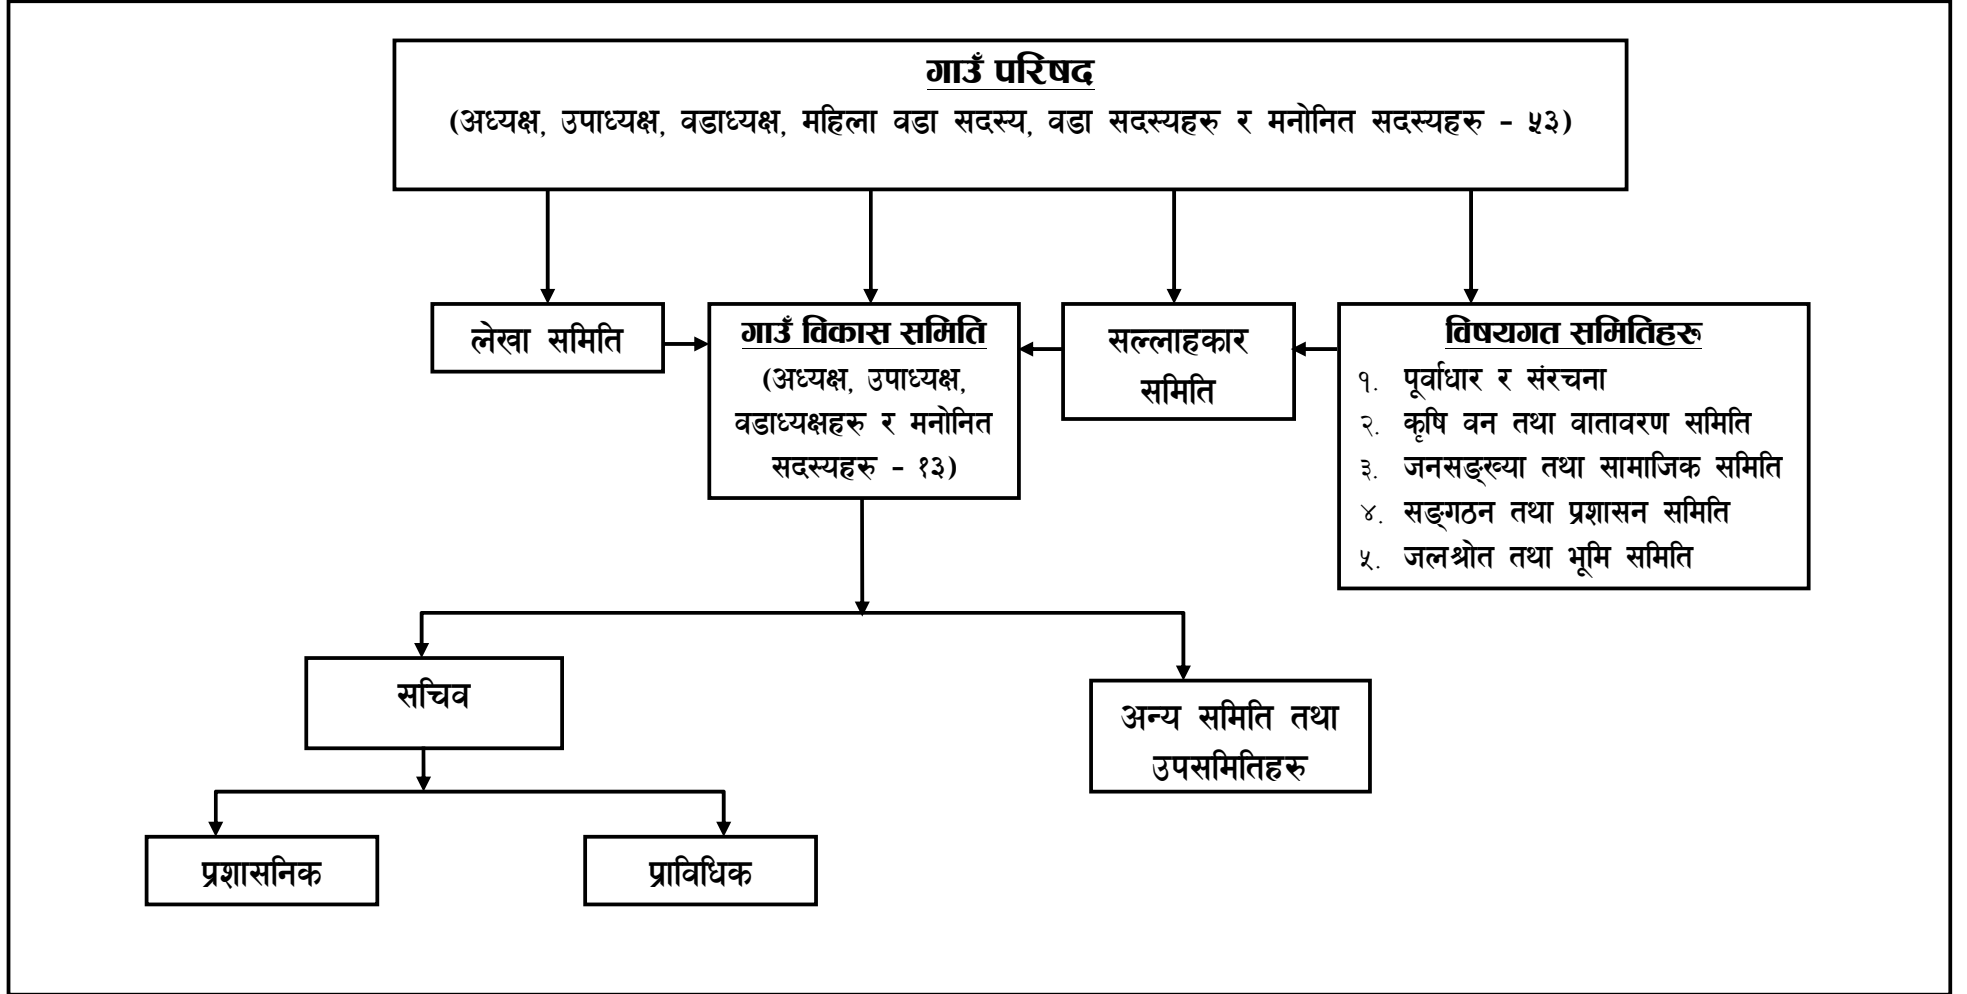 गाउँ परिषद
(अध्यक्ष, उपाध्यक्ष, वडाध्यक्ष, महिला वडा सदस्य, वडा सदस्यहरु र मनोनित सदस्यहरु - ५३)
लेखा समिति
गाउँ विकास समिति
(अध्यक्ष, उपाध्यक्ष,
वडाध्यक्षहरु र मनोनित
सदस्यहरु - १३)
सल्लाहकार
समिति
विषयगत समितिहरु
१. पूर्वाधार र संरचना
२. कृषि वन तथा वातावरण समिति
३. जनसङ्ख्या तथा सामाजिक समिति
४. सङ्गठन तथा प्रशासन समिति
५. जलश्रोत तथा भूमि समिति
सचिव
अन्य समिति तथा
उपसमितिहरु
प्रशासनिक
प्राविधिक